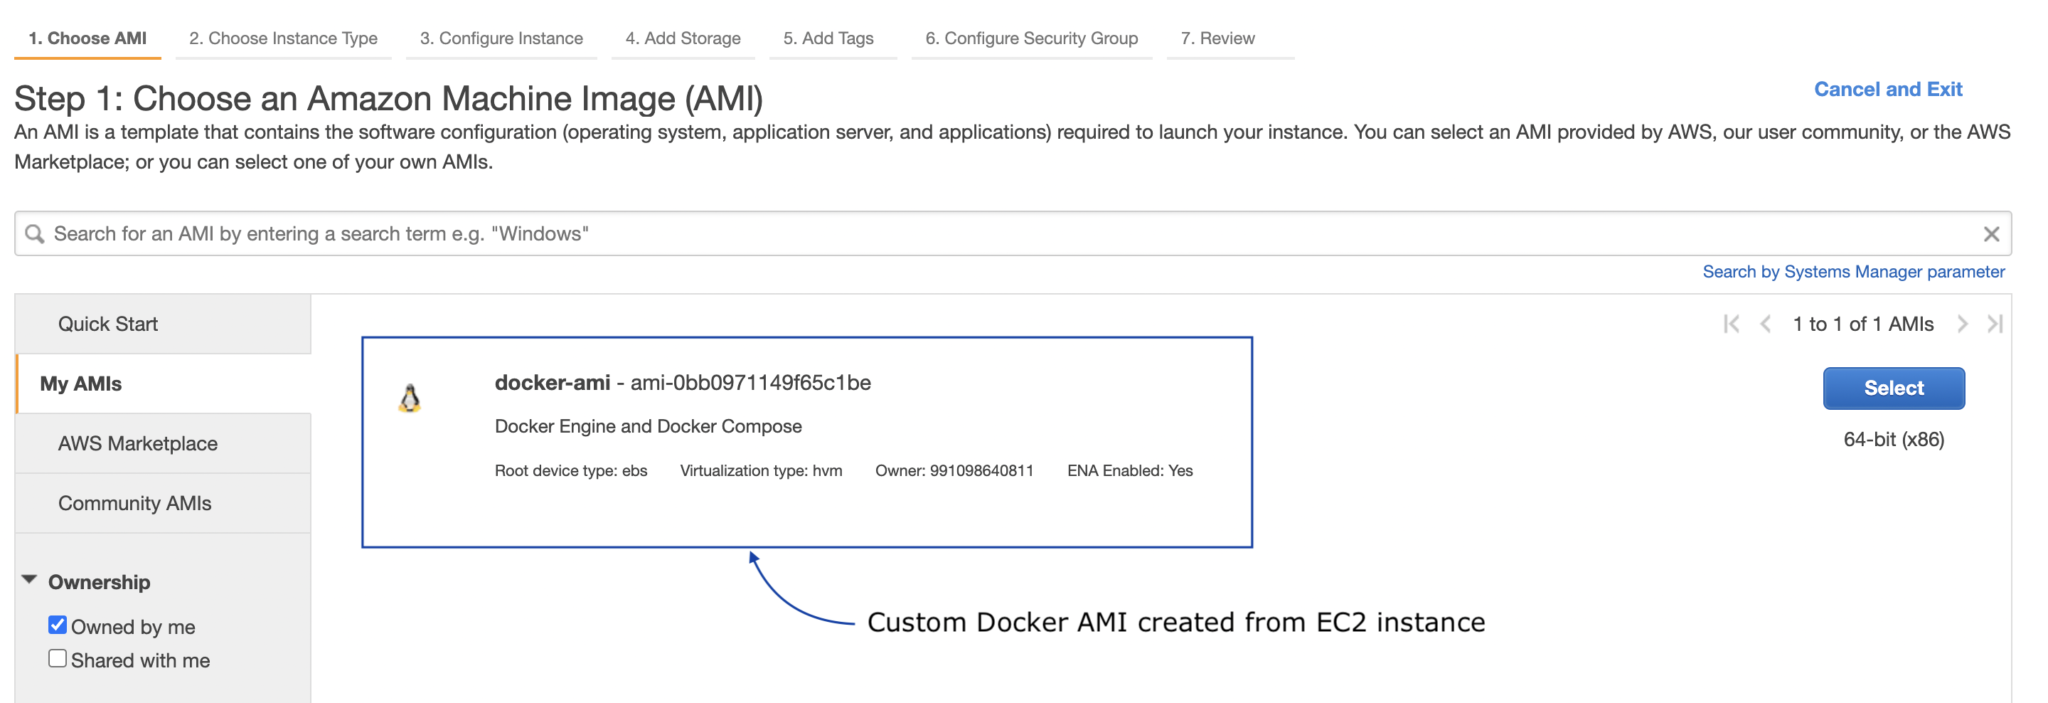 1. Choose AMI
2. Choose Instance Type
3. Configure Instance
4. Add Storage
5. Add Tags
6. Configure Security Group
7. Review
Step 1: Choose an Amazon Machine Image (AMI)
Cancel and Exit
An AMI is a template that contains the software configuration (operating system, application server, and applications) required to launch your instance. You can select an AMI provided by AWS, our user community, or the AWS
Marketplace; or you can select one of your own AMIs.
Search for an AMI by entering a search term e.g. "Windows"
Search by Systems Manager parameter
Quick Start
My AMIs
AWS Marketplace
Community AMIs
Ownership
Owned by me
Shared with me
1 to 1 of 1 AMIs
docker-ami - ami-0bb0971149f65c1be
Docker Engine and Docker Compose
Root device type: ebs
Virtualization type: hvm
Owner: 991098640811
ENA Enabled: Yes
Select
64-bit (x86)
Custom Docker AMI created from EC2 instance